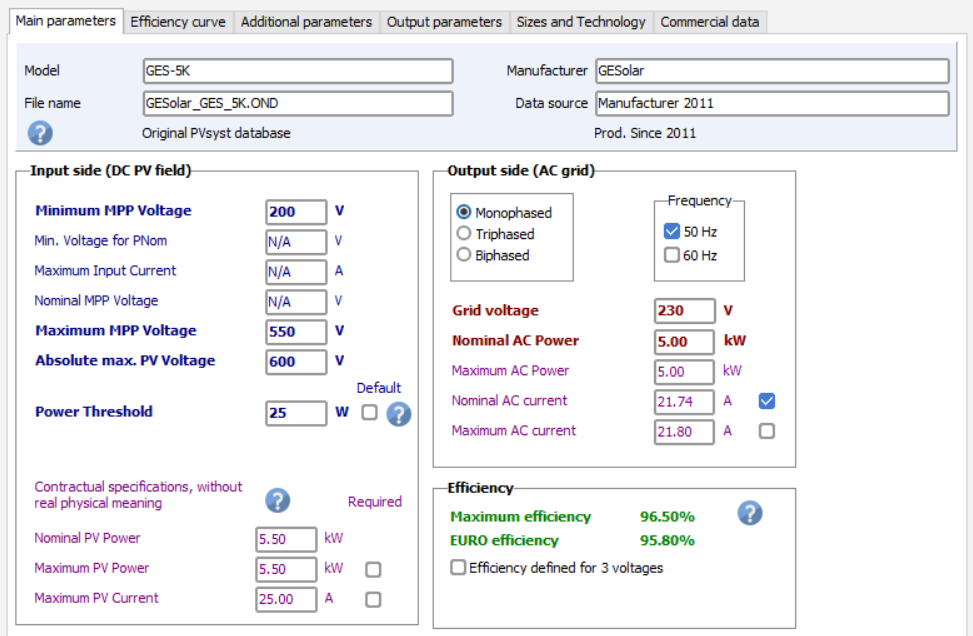 Main parameters Efficiency curve Additional parameters Output parameters Sizes and Technology Commercial data
Model GES-5K Manufacturer GESolar
File name GESolar_GES_5K.OND Data source Manufacturer 2011
? Original PVsyst database Prod. Since 2011
Input side (DC PV field)
Minimum MPP Voltage 200 V
Min. Voltage for PNom N/A V
Maximum Input Current N/A A
Nominal MPP Voltage N/A V
Maximum MPP Voltage 550 V
Absolute max. PV Voltage 600 V
Default
Power Threshold 25 W ?
Contractual specifications, without
real physical meaning ? Required
Nominal PV Power 5.50 kW
Maximum PV Power 5.50 kW
Maximum PV Current 25.00 A
Output side (AC grid)
Monophased
Triphased
Biphased
Frequency
50 Hz
60 Hz
Grid voltage 230 V
Nominal AC Power 5.00 kW
Maximum AC Power 5.00 kW
Nominal AC current 21.74 A
Maximum AC current 21.80 A
Efficiency
Maximum efficiency 96.50% ?
EURO efficiency 95.80%
Efficiency defined for 3 voltages